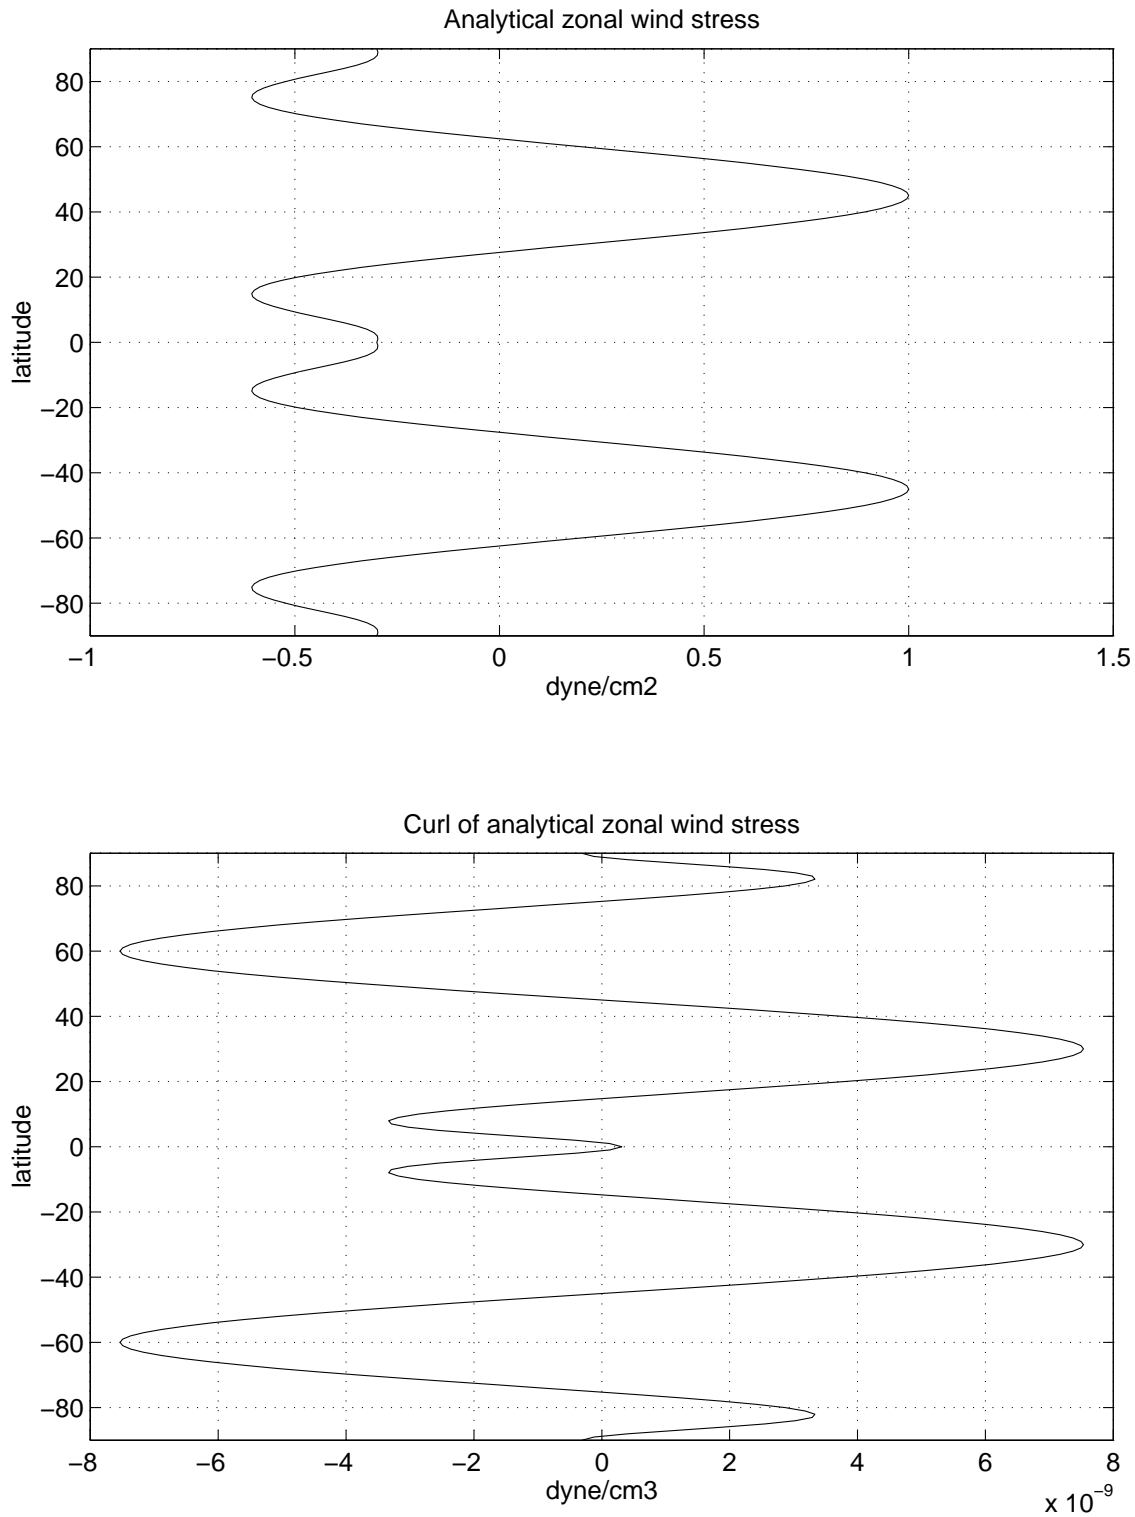 Analytical zonal wind stress
80
60
40
20
0
−20
−40
−60
−80
latitude
−1 −0.5 0 0.5 1 1.5
dyne/cm2
Curl of analytical zonal wind stress
80
60
40
20
0
−20
−40
−60
−80
latitude
−8 −6 −4 −2 0 2 4 6 8
dyne/cm3
x 10⁻⁹